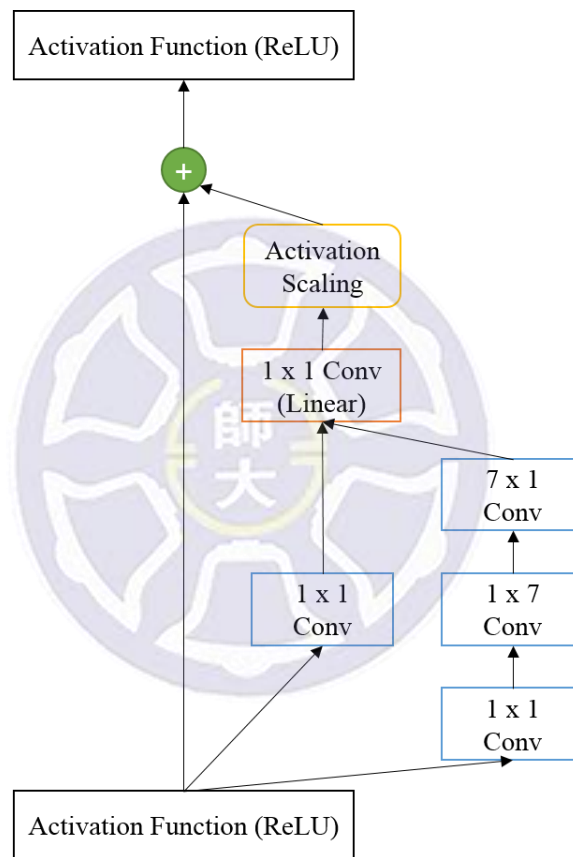 Activation Function (ReLU)
+
Activation
Scaling
1 x 1 Conv
(Linear)
師
大
7 x 1
Conv
1 x 1
Conv
1 x 7
Conv
1 x 1
Conv
Activation Function (ReLU)